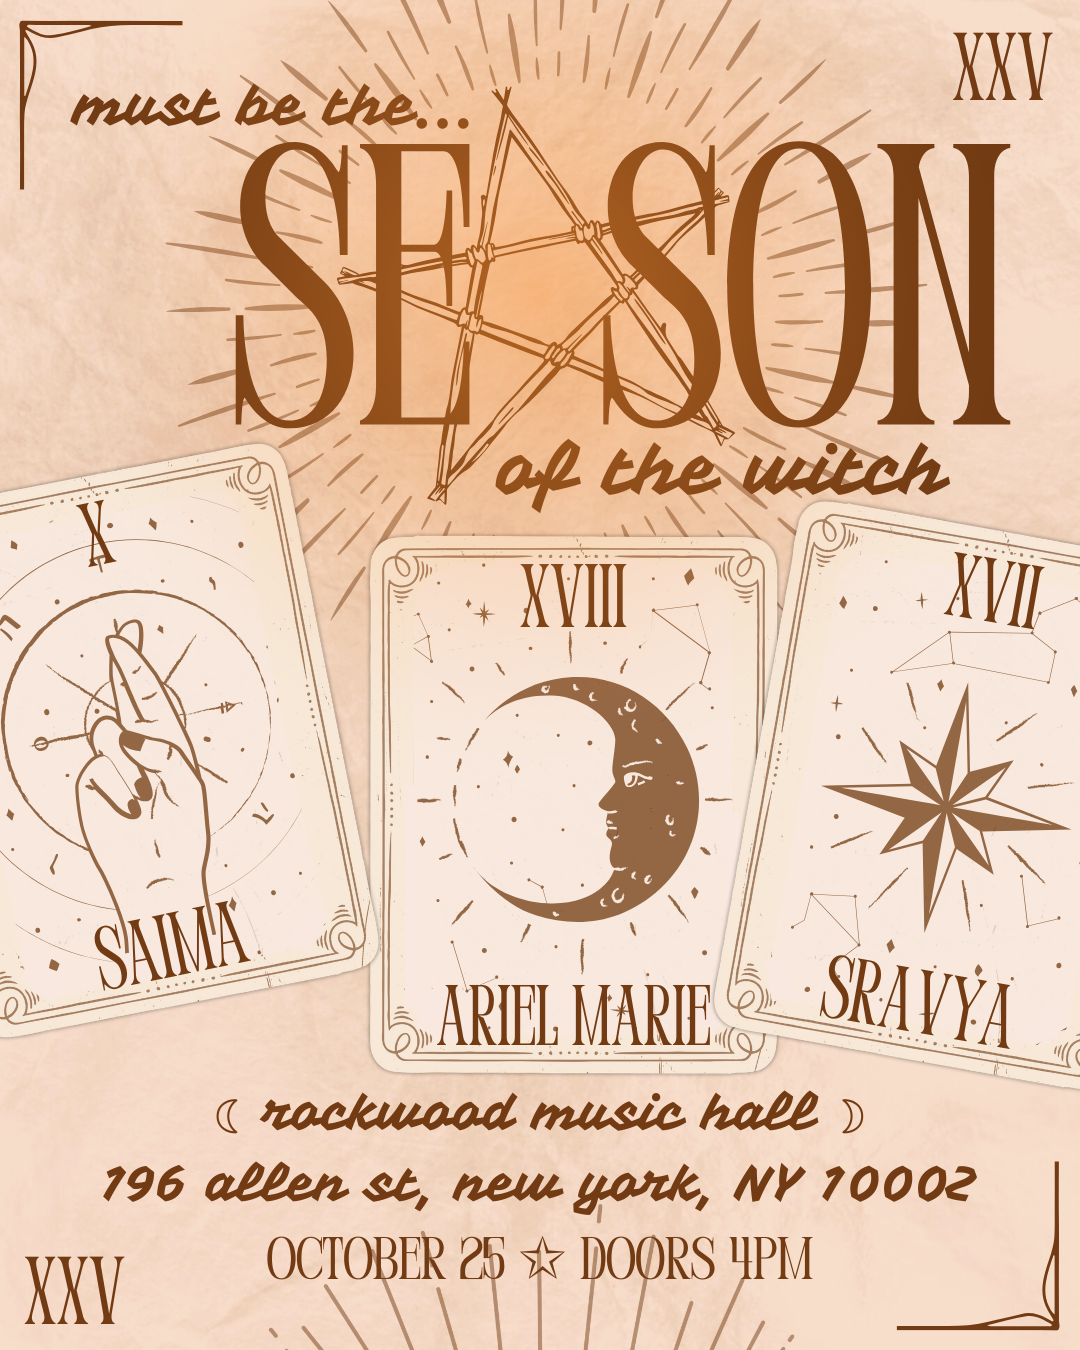 XXV
must be the...
SEASON
of the witch
X
SAIMA
XVIII
ARIEL MARIE
XVII
SRAVYA
rockwood music hall
196 allen st, new york, NY 10002
OCTOBER 25 ☆ DOORS 4PM
XXV